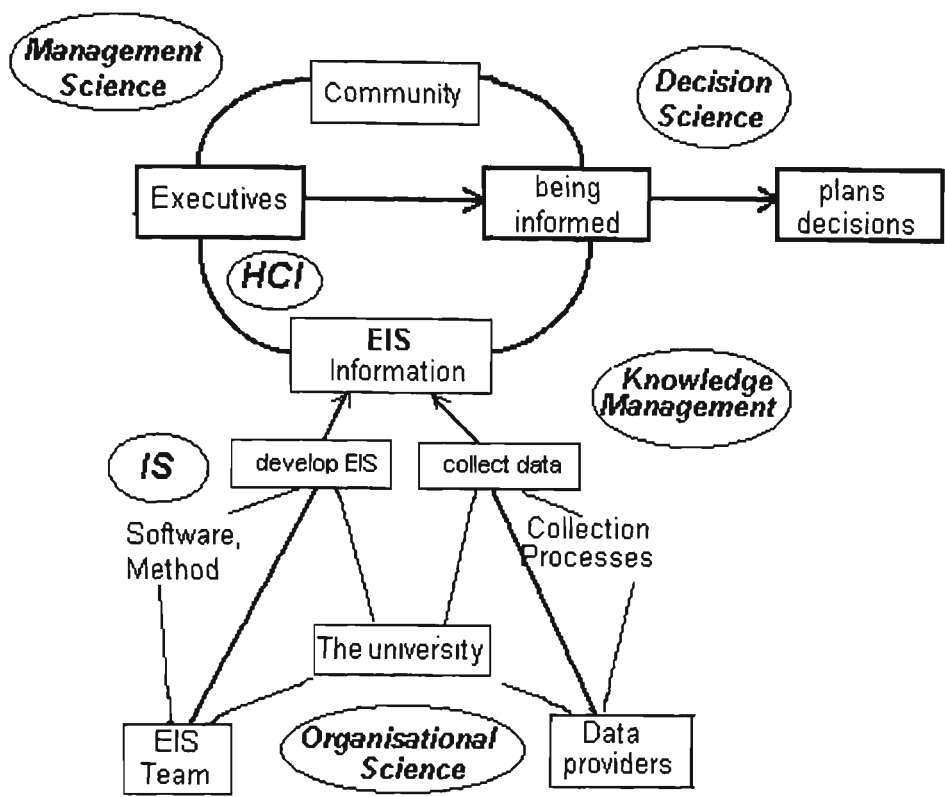 Management
Science
Community
Decision
Science
Executives
being
informed
plans
decisions
HCI
EIS
Information
Knowledge
Management
IS
develop EIS
collect data
Software,
Method
Collection
Processes
The university
EIS
Team
Organisational
Science
Data
providers